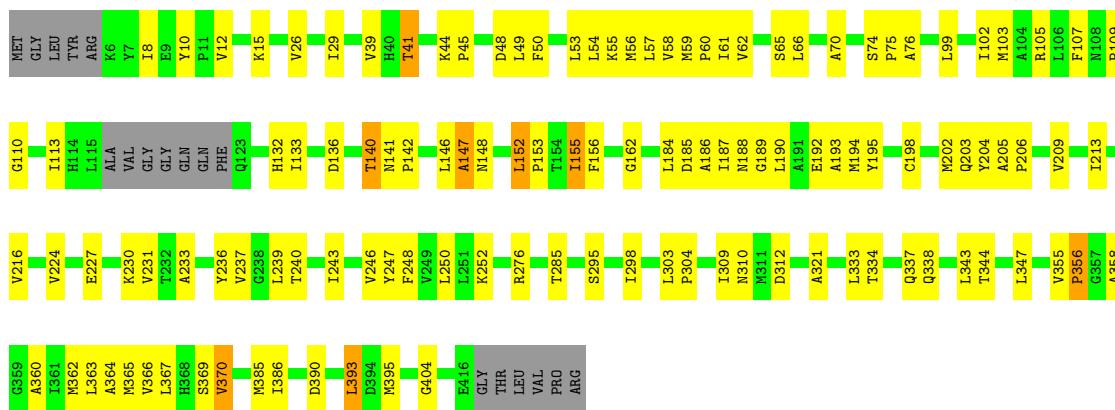 MET GLY LEU TYR ARG K6 Y7 I8 E9 Y10 P11 V12 K15 V26 I29 V39 H40 T41 K44 P45 D48 L49 F50 L53 L54 K55 M56 L57 V58 M59 P60 I61 V62 S65 L66 A70 S74 P75 A76 L99 I102 M103 A104 R105 L106 F107 N108
G110 I113 H114 L115 ALA VAL GLY GLY GLN GLN PHE Q123 H132 I133 D136 T140 N141 P142 L146 A147 N148 L152 P153 T154 I155 F156 G162 L184 D185 A186 I187 N188 G189 L190 A191 E192 A193 M194 Y195 C198 M202 Q203 Y204 A205 P206 V209 I213
V216 V224 E227 K230 V231 T232 A233 Y236 V237 G238 L239 T240 I243 V246 Y247 F248 V249 L250 L251 K252 R276 T285 S295 I298 L303 P304 I309 N310 M311 D312 A321 L333 T334 Q337 Q338 L343 T344 L347 V355 P356 G357 A358
G359 A360 I361 M362 L363 A364 M365 V366 L367 H368 S369 V370 M385 I386 D390 L393 D394 M395 G404 E416 GLY THR LEU VAL PRO ARG